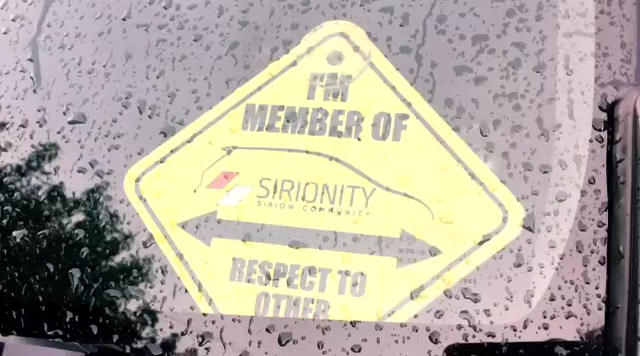 I'M
MEMBER OF
SIRIONITY
SIRION COMMUNITY
RESPECT TO
OTHER